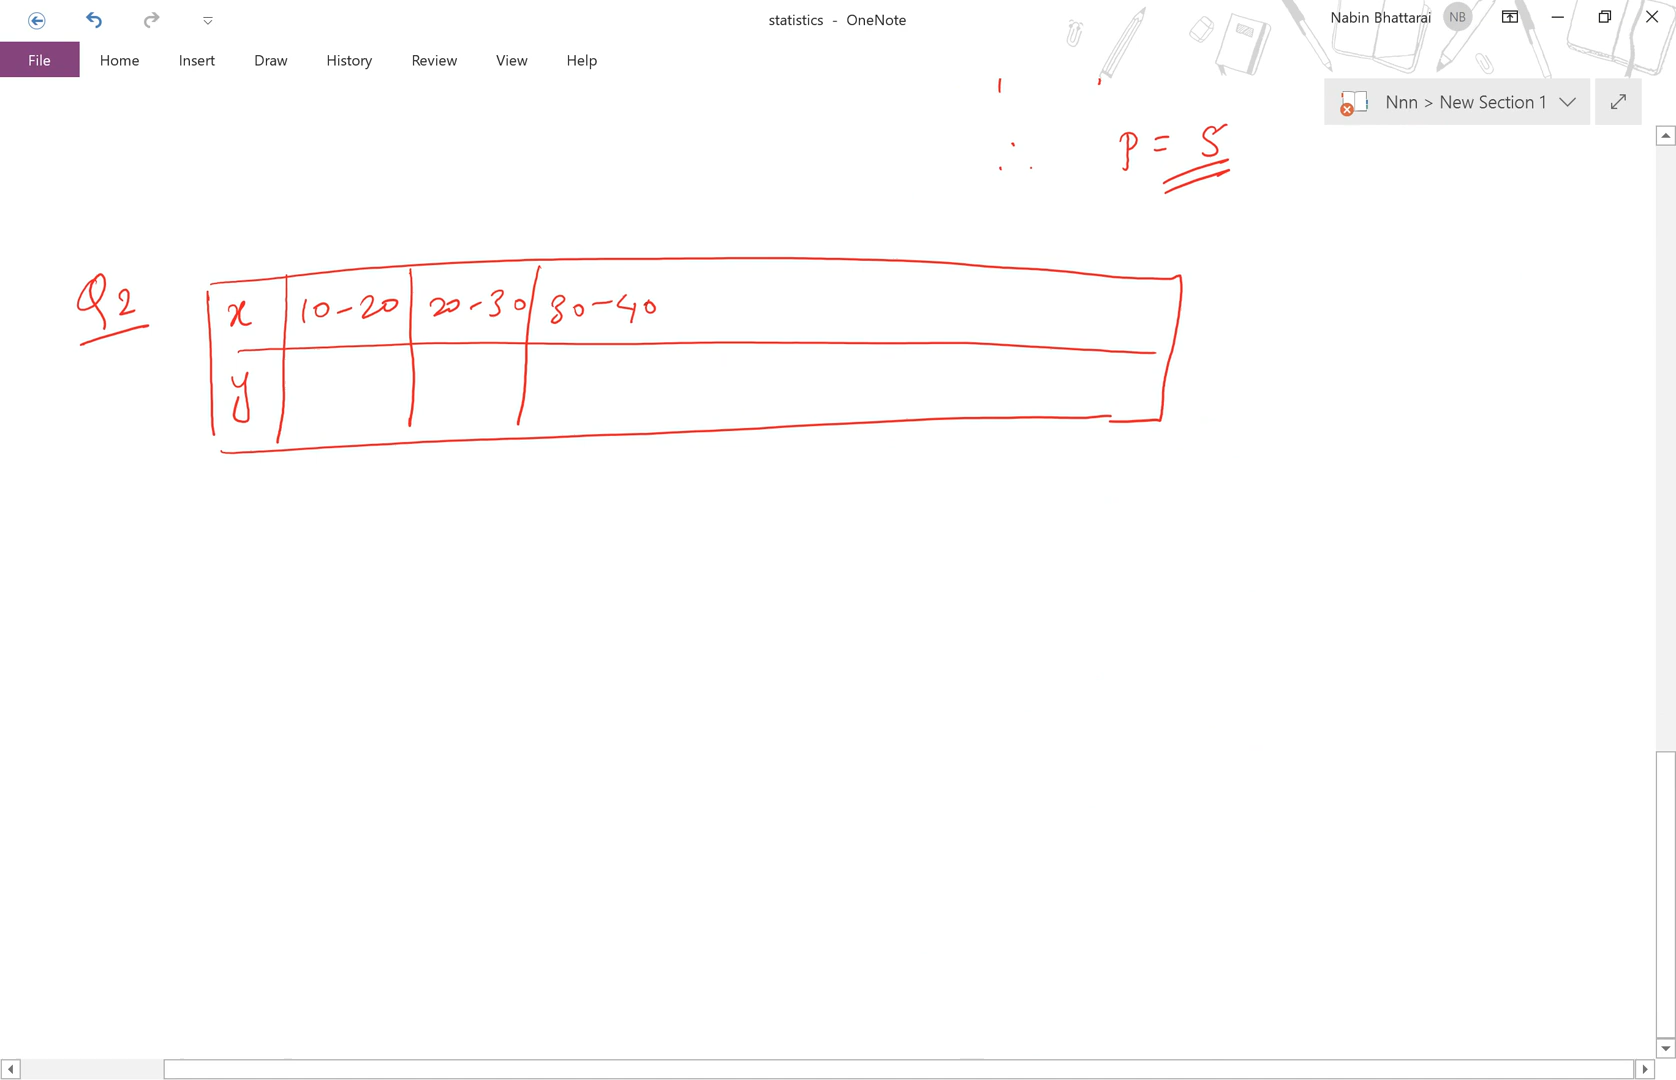 statistics - OneNote
Nabin Bhattarai NB
File Home Insert Draw History Review View Help
Nnn > New Section 1
∴ P = 5
Q2
x 10-20 20-30 30-40
y